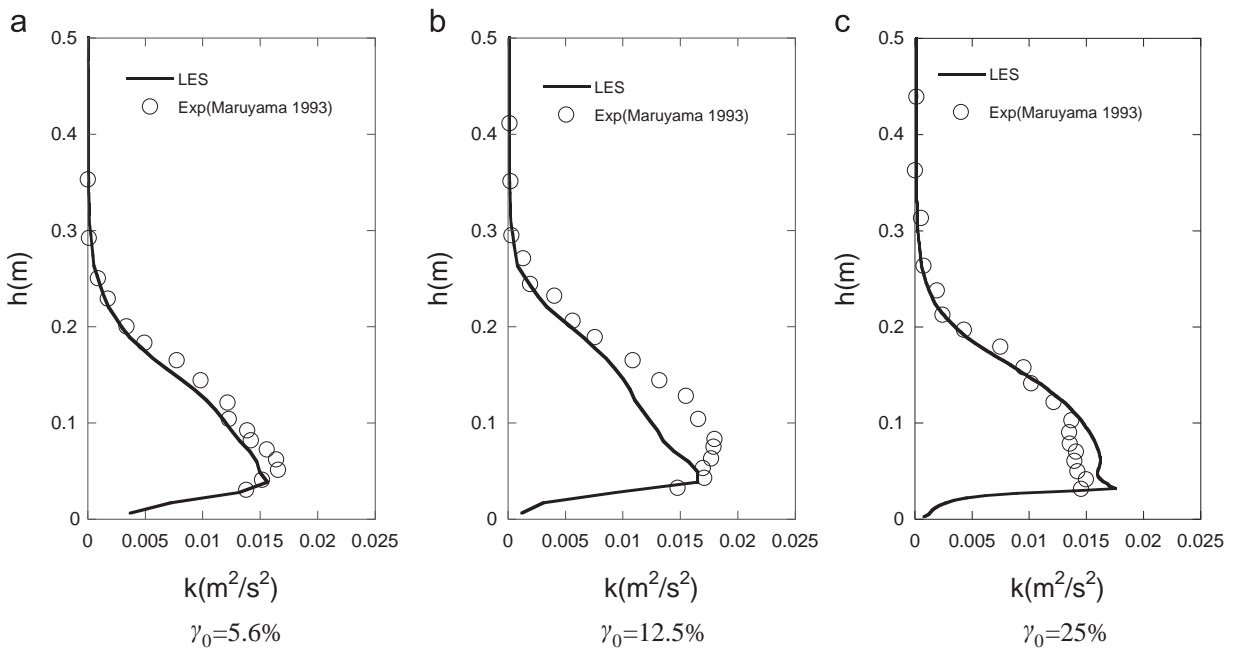 a
0.5
0.4
0.3
0.2
0.1
0
h(m)
LES
Exp(Maruyama 1993)
0 0.005 0.01 0.015 0.02 0.025
k(m²/s²)
γ₀=5.6%
b
0.5
0.4
0.3
0.2
0.1
0
h(m)
LES
Exp(Maruyama 1993)
0 0.005 0.01 0.015 0.02 0.025
k(m²/s²)
γ₀=12.5%
c
0.5
0.4
0.3
0.2
0.1
0
h(m)
LES
Exp(Maruyama 1993)
0 0.005 0.01 0.015 0.02 0.025
k(m²/s²)
γ₀=25%